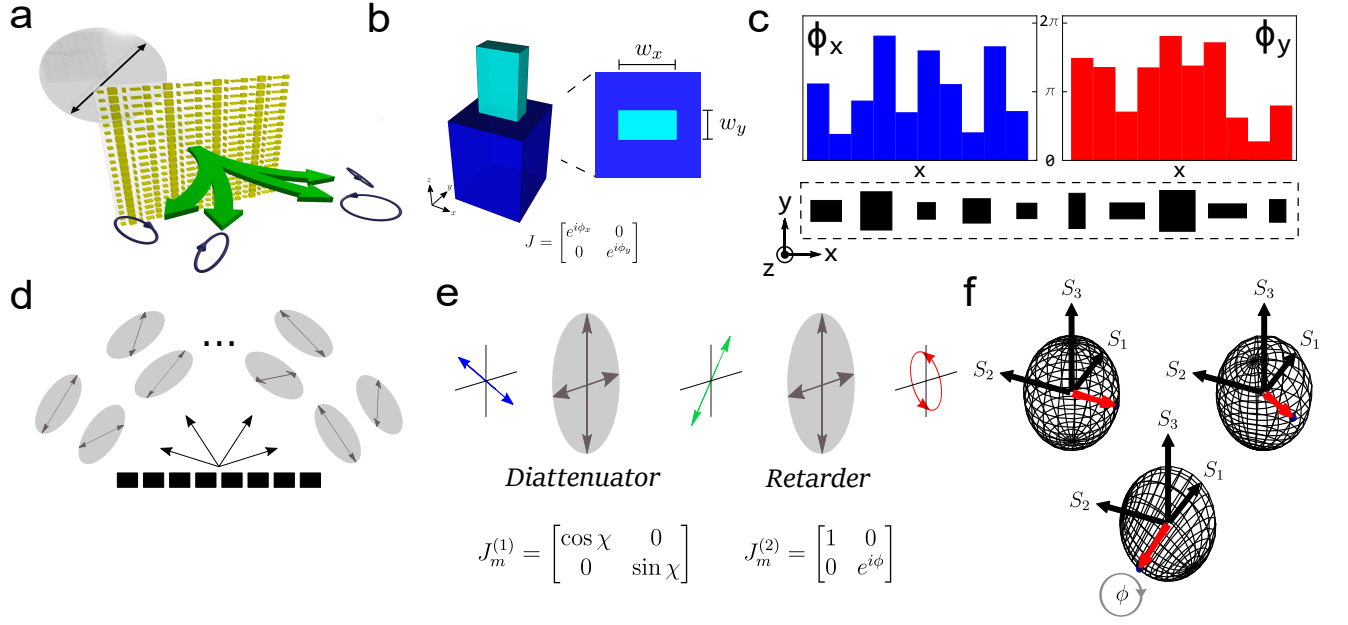 a
b
w_x
w_y
z
y
x
J = [e^{iϕ_x} 0
0 e^{iϕ_y}]
c
ϕ_x
2π
π
0
ϕ_y
x
x
y
z
x
d
...
e
Diattenuator
Retarder
J_m^{(1)} = [cos χ 0
0 sin χ]
J_m^{(2)} = [1 0
0 e^{iϕ}]
f
S_3
S_1
S_2
S_3
S_1
S_2
S_3
S_1
S_2
ϕ